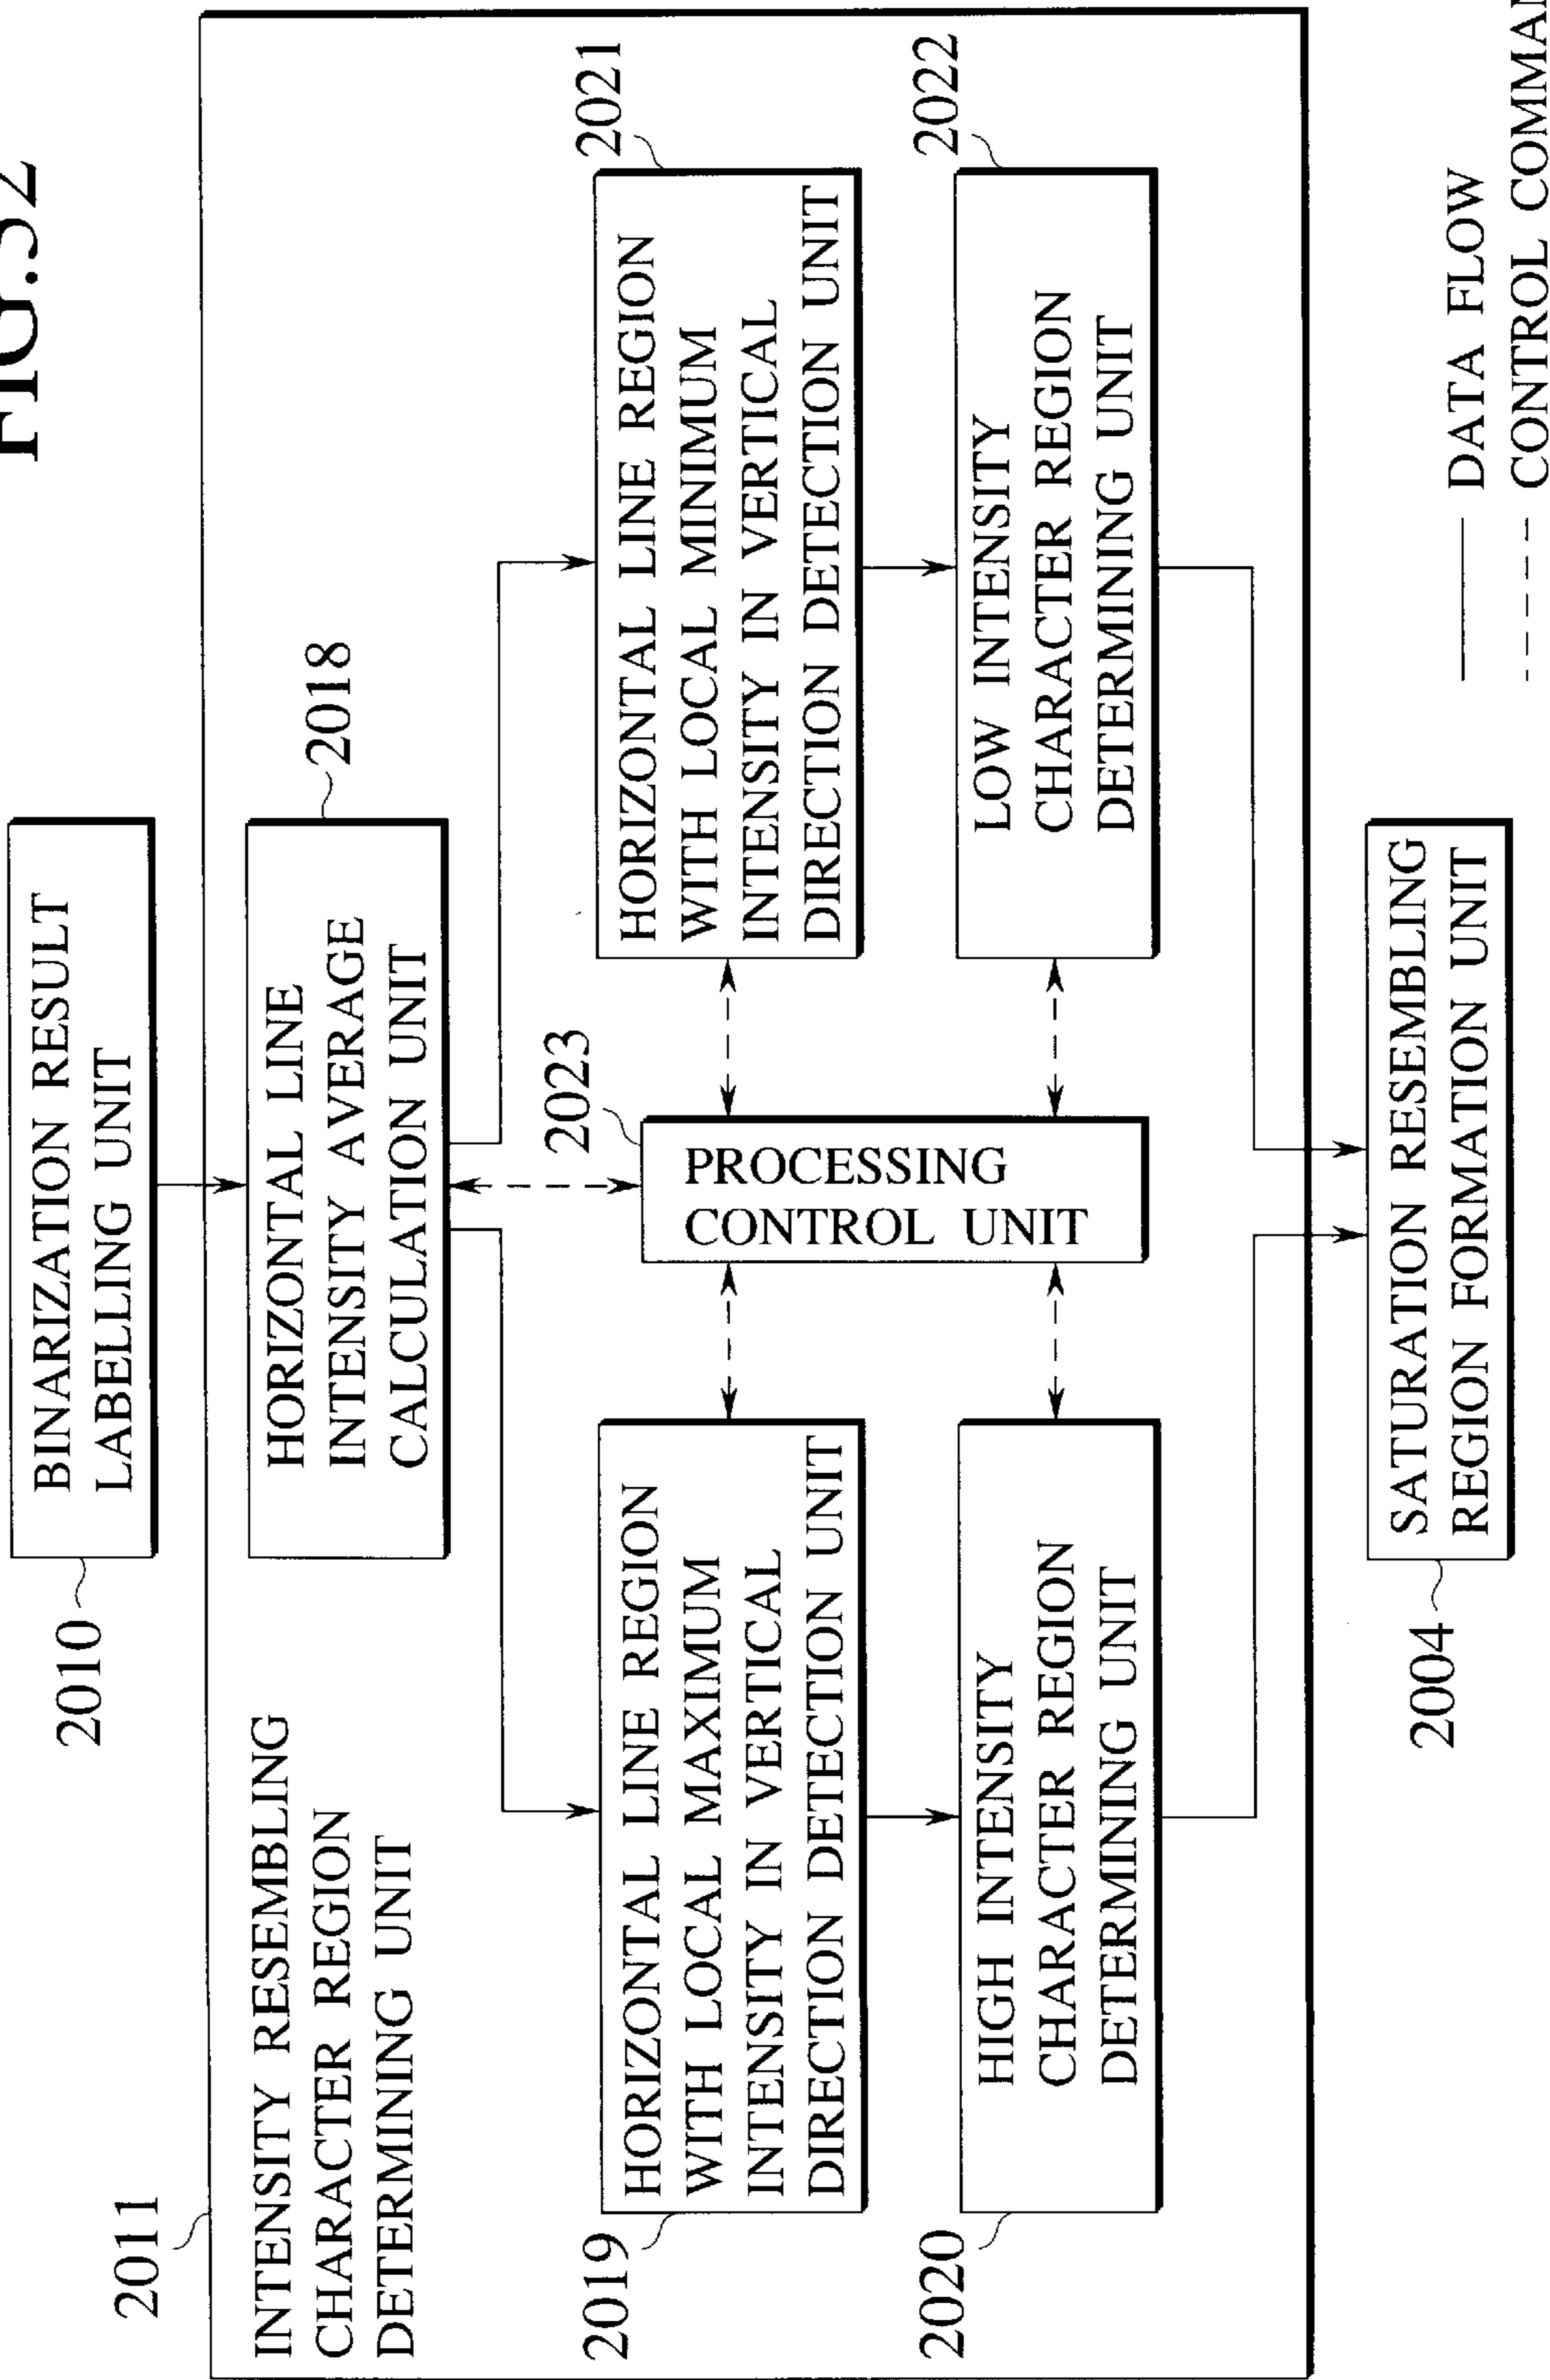 FIG.
2010
BINARIZATION RESULT
LABELLING UNIT
2011
INTENSITY RESEMBLING
CHARACTER REGION
DETERMINING UNIT
2018
HORIZONTAL LINE
INTENSITY AVERAGE
CALCULATION UNIT
2019
HORIZONTAL LINE REGION
WITH LOCAL MAXIMUM
INTENSITY IN VERTICAL
DIRECTION DETECTION UNIT
2023
PROCESSING
CONTROL UNIT
2021
HORIZONTAL LINE REGION
WITH LOCAL MINIMUM
INTENSITY IN VERTICAL
DIRECTION DETECTION UNIT
2020
HIGH INTENSITY
CHARACTER REGION
DETERMINING UNIT
2022
LOW INTENSITY
CHARACTER REGION
DETERMINING UNIT
2004
SATURATION RESEMBLING
REGION FORMATION UNIT
DATA FLOW
CONTROL COMMAN